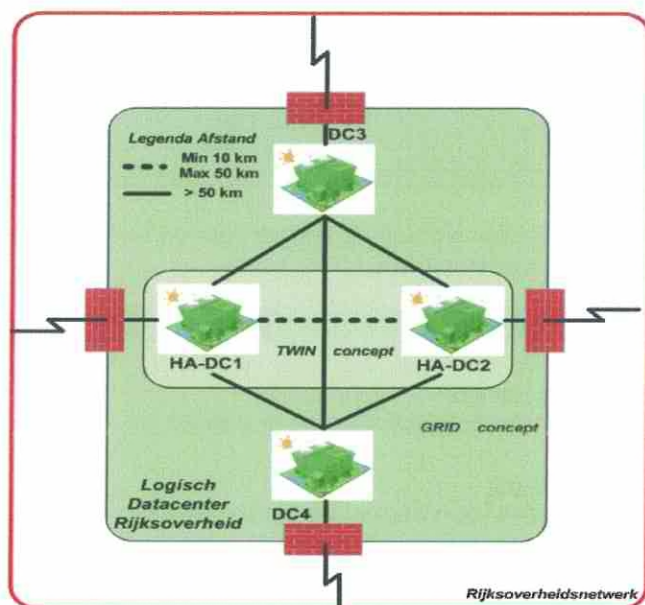 DC3
Legenda Afstand
Min 10 km
Max 50 km
> 50 km
HA-DC1
TWIN concept
HA-DC2
GRID concept
Logisch
Datacenter
Rijksoverheid
DC4
Rijksoverheidsnetwerk